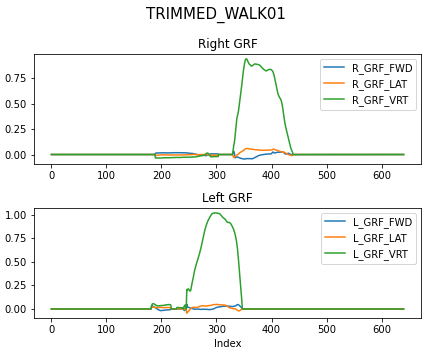 TRIMMED_WALK01
Right GRF
R_GRF_FWD
R_GRF_LAT
R_GRF_VRT
0.75
0.50
0.25
0.00
0 100 200 300 400 500 600
Left GRF
L_GRF_FWD
L_GRF_LAT
L_GRF_VRT
1.00
0.75
0.50
0.25
0.00
0 100 200 300 400 500 600
Index